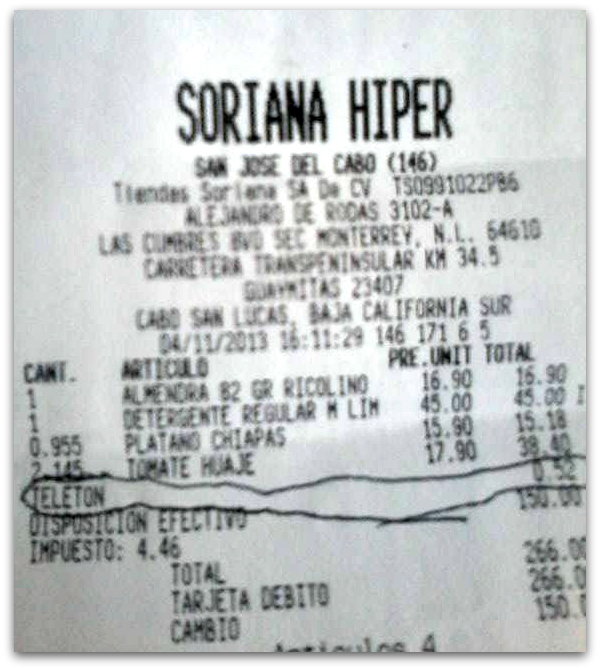 SORIANA HIPER
SAN JOSE DEL CABO (146)
Tiendas Soriana SA De CV TSO991022PB6
ALEJANDRO DE RODAS 3102-A
LAS CUMBRES 8VO SEC MONTERREY, N.L. 64610
CARRETERA TRANSPENINSULAR KM 34.5
GUAYMITAS 23407
CABO SAN LUCAS, BAJA CALIFORNIA SUR
04/11/2013 16:11:29 146 171 6 5
CANT. ARTICULO PRE.UNIT TOTAL
1 ALMENDRA 82 GR RICOLINO 16.90 16.90
1 DETERGENTE REGULAR M LIM 45.00 45.00 I
0.955 PLATANO CHIAPAS 15.90 15.18
2.145 TOMATE HUAJE 17.90 38.40
TELETON 0.52
DISPOSICION EFECTIVO 150.00
IMPUESTO: 4.46
TOTAL 266.00
TARJETA DEBITO 266.0
CAMBIO 150.
Articulos 4